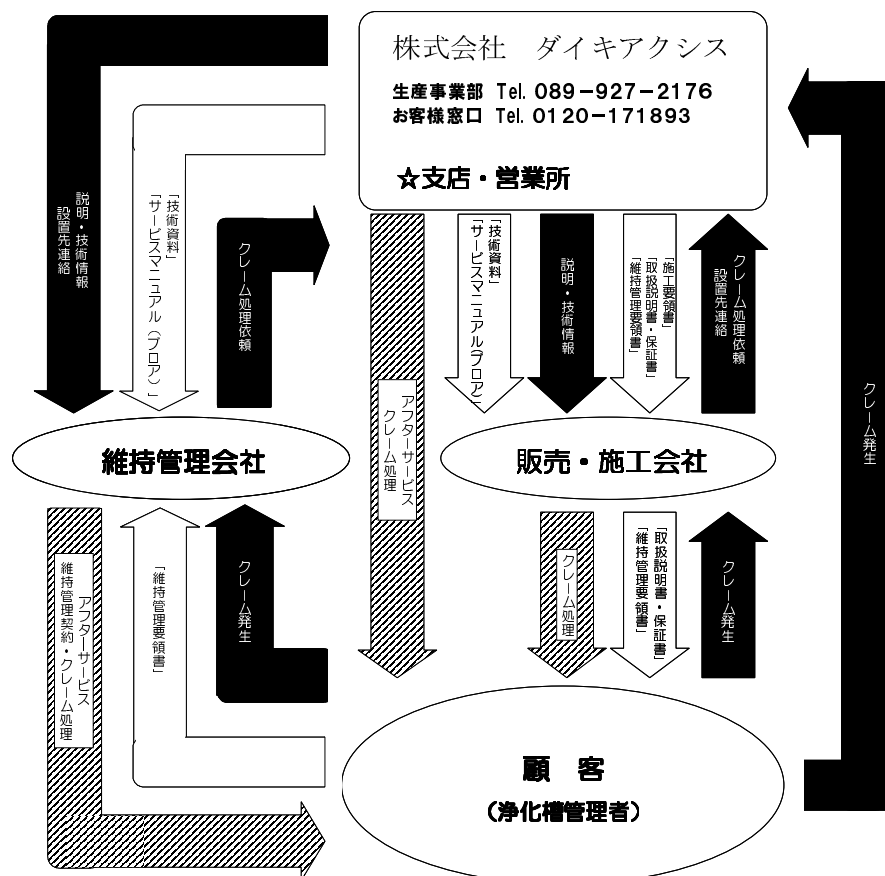 株式会社　ダイキアクシス
生産事業部 Tel. 089－927－2176
お客様窓口 Tel. 0120－171893
☆支店・営業所
説明・技術情報
設置先連絡
「技術資料」
「サービスマニュアル（ブロア）」
クレーム処理依頼
アフターサービス
クレーム処理
「技術資料」
「サービスマニュアル（ブロア）」
説明・技術情報
「施工要領書」
「取扱説明書・保証書」
「維持管理要領書」
クレーム処理依頼
設置先連絡
クレーム発生
維持管理会社
販売・施工会社
アフターサービス
維持管理契約・クレーム処理
「維持管理要領書」
クレーム発生
クレーム処理
「取扱説明書・保証書」
「維持管理要領書」
クレーム発生
顧　客
（浄化槽管理者）